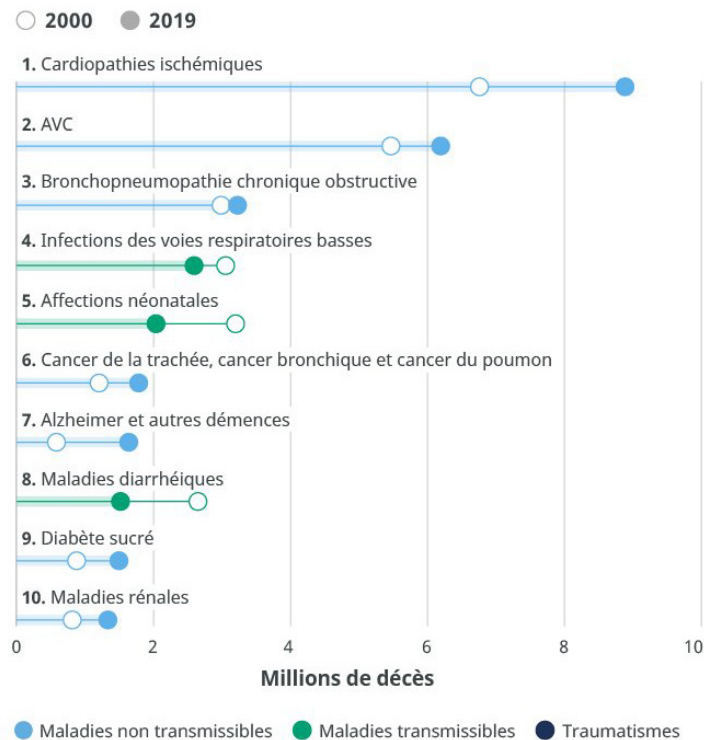 2000 2019
1. Cardiopathies ischémiques
2. AVC
3. Bronchopneumopathie chronique obstructive
4. Infections des voies respiratoires basses
5. Affections néonatales
6. Cancer de la trachée, cancer bronchique et cancer du poumon
7. Alzheimer et autres démences
8. Maladies diarrhéiques
9. Diabète sucré
10. Maladies rénales
0 2 4 6 8 10
Millions de décès
Maladies non transmissibles Maladies transmissibles Traumatismes